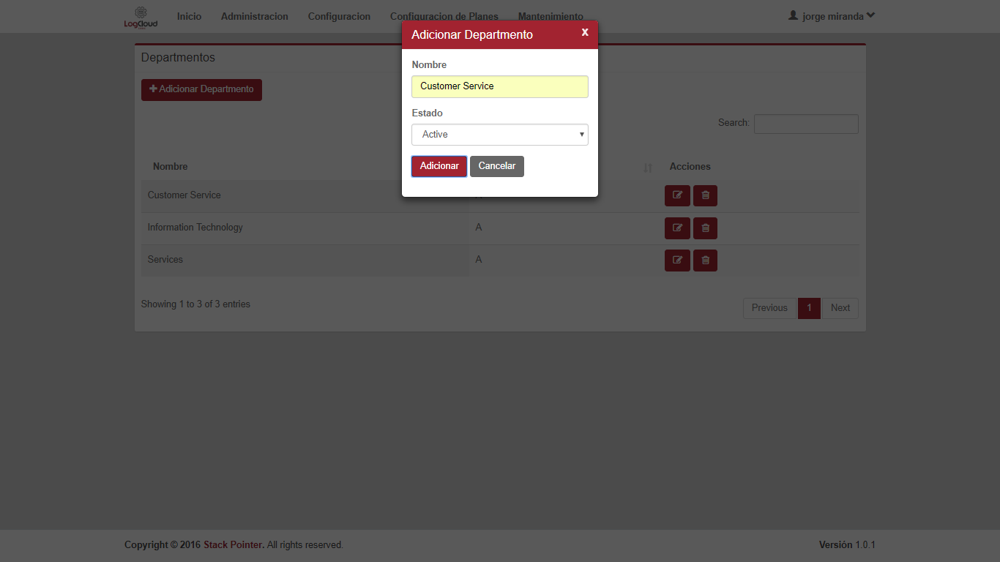 Inicio Administracion Configuracion Configuracion de Planes Mantenimiento jorge miranda
LogCloud
Adicionar Departmento x
Departmentos
Nombre
Customer Service
Adicionar Departmento
Estado
Active
Search:
Adicionar Cancelar
Nombre Acciones
Customer Service
Information Technology A
Services A
Showing 1 to 3 of 3 entries
Previous 1 Next
Copyright © 2016 Stack Pointer. All rights reserved. Versión 1.0.1